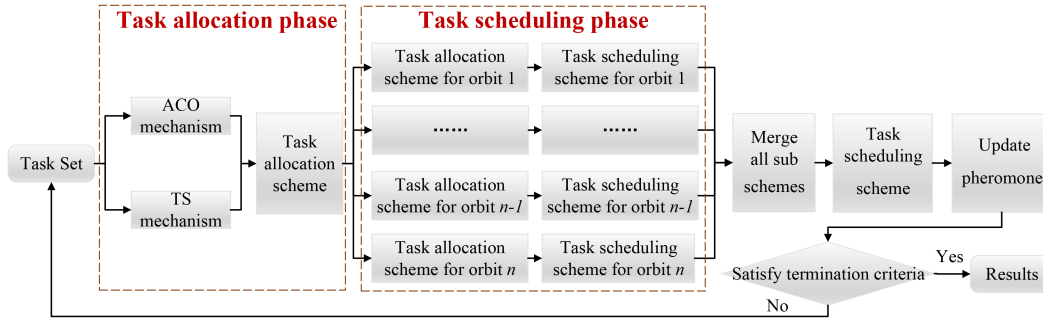 Task allocation phase
Task scheduling phase
Task Set
ACO
mechanism
TS
mechanism
Task
allocation
scheme
Task allocation
scheme for orbit 1
Task scheduling
scheme for orbit 1
......
......
Task allocation
scheme for orbit n-1
Task scheduling
scheme for orbit n-1
Task allocation
scheme for orbit n
Task scheduling
scheme for orbit n
Merge
all sub
schemes
Task
scheduling
scheme
Update
pheromone
Satisfy termination criteria
Yes
Results
No